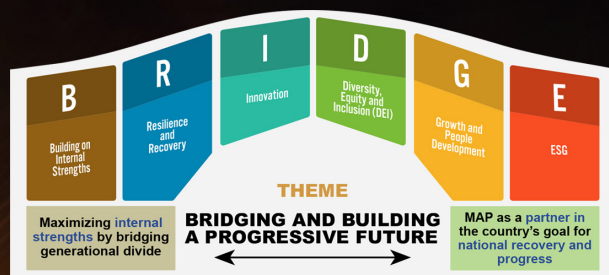 B
Building on
Internal
Strengths
R
Resilience
and
Recovery
I
Innovation
D
Diversity,
Equity and
Inclusion (DEI)
G
Growth and
People
Development
E
ESG
THEME
BRIDGING AND BUILDING
A PROGRESSIVE FUTURE
Maximizing internal
strengths by bridging
generational divide
MAP as a partner in
the country's goal for
national recovery and
progress